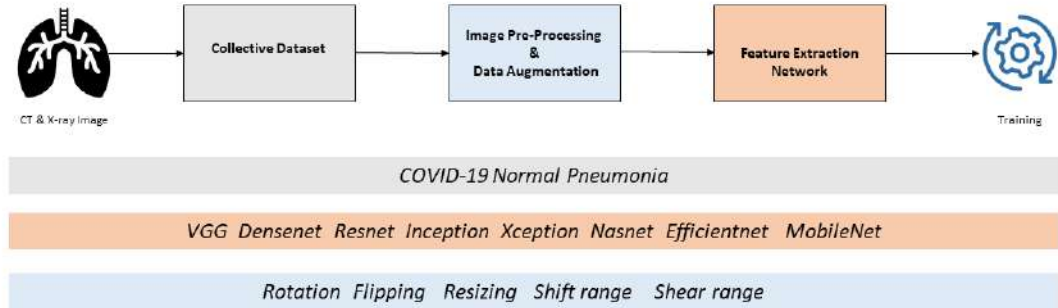 CT & X-ray Image
Collective Dataset
Image Pre-Processing
&
Data Augmentation
Feature Extraction
Network
Training
COVID-19 Normal Pneumonia
VGG Densenet Resnet Inception Xception Nasnet Efficientnet MobileNet
Rotation Flipping Resizing Shift range Shear range